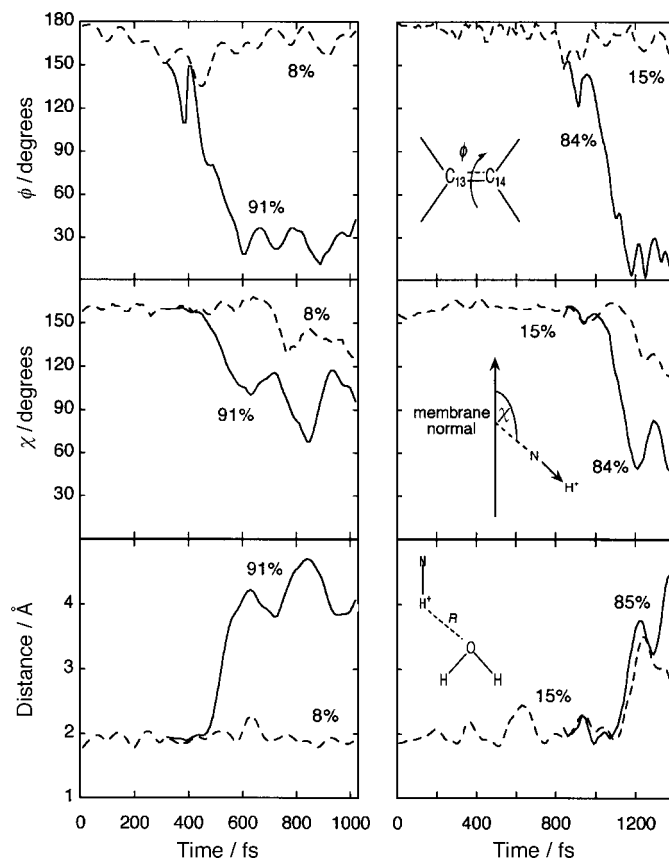 180
150
120
90
60
30
ϕ / degrees
8%
91%
15%
84%
ϕ
C13
C14
150
120
90
60
30
χ / degrees
8%
91%
15%
84%
membrane
normal
χ
N
H+
4
3
2
1
Distance / Å
91%
8%
N
H+
R
O
H H
85%
15%
0 200 400 600 800 1000
0 400 800 1200
Time / fs
Time / fs